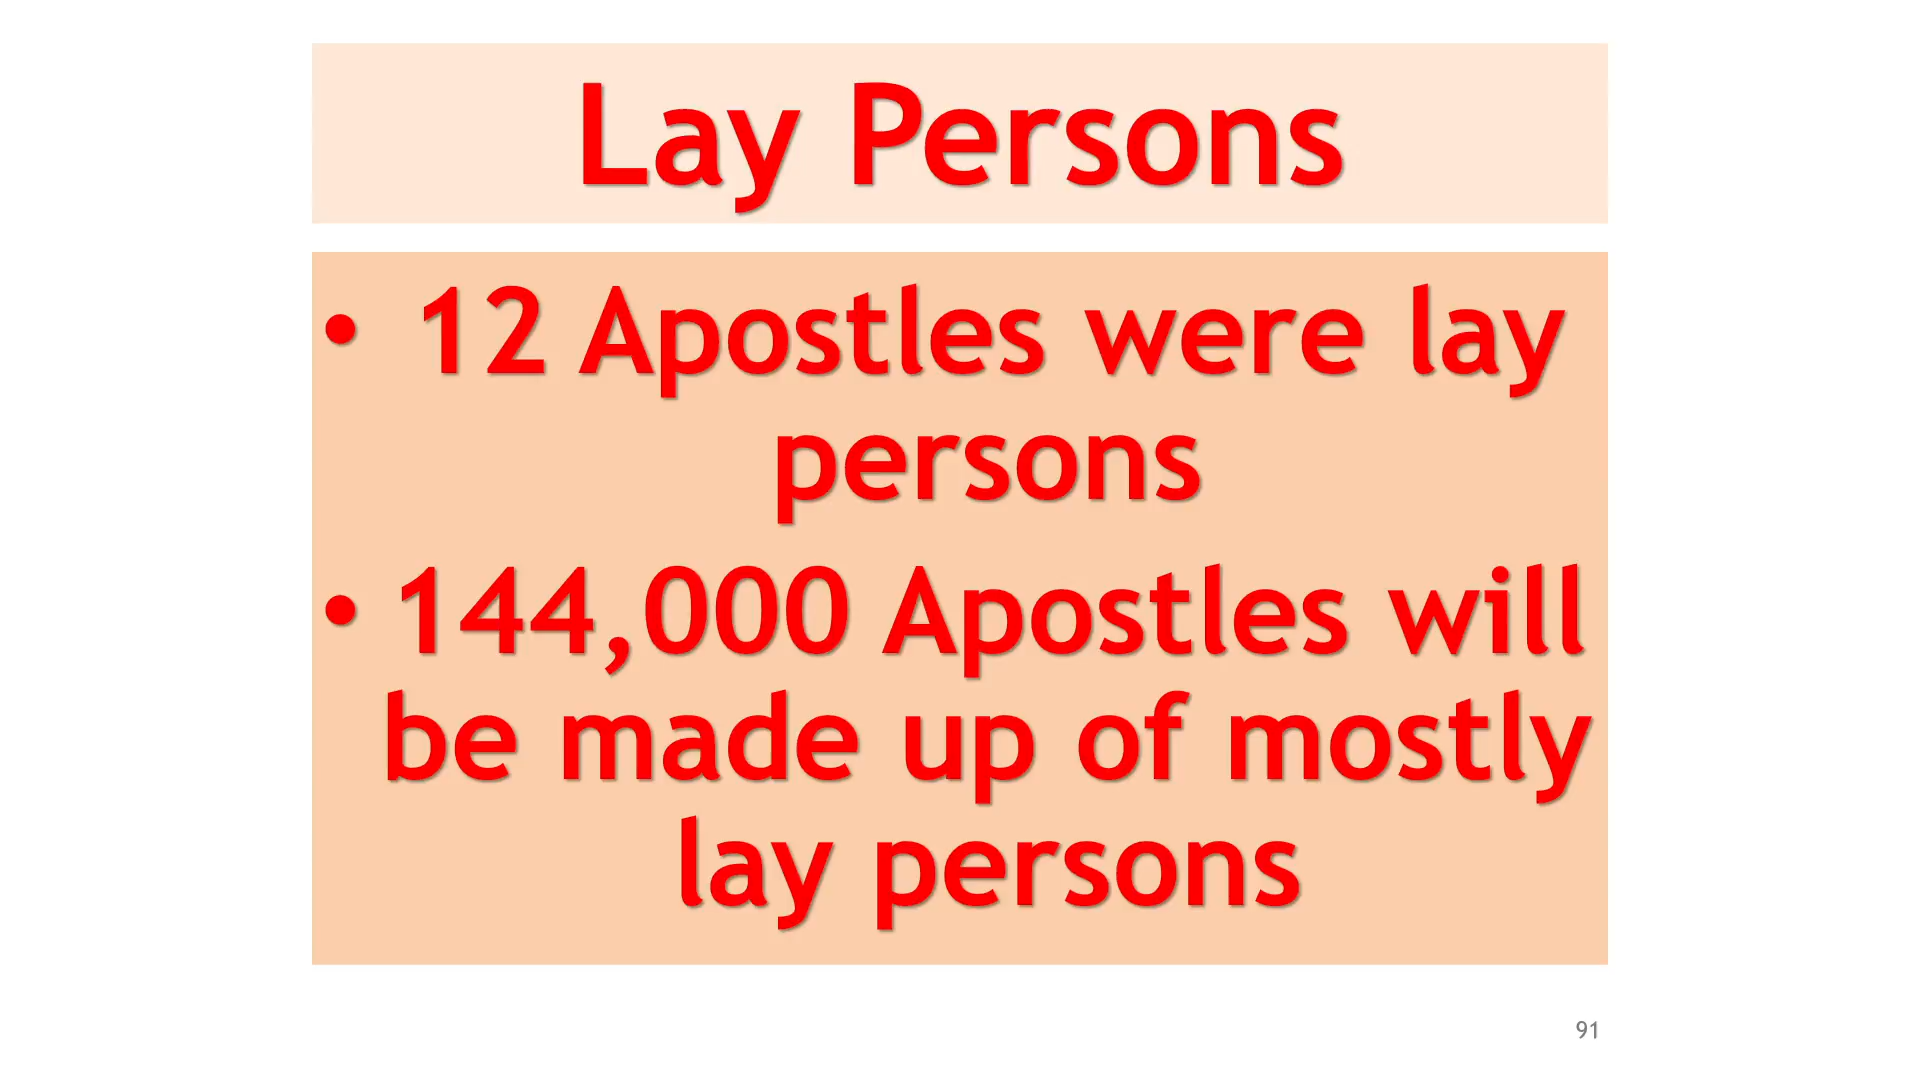 Lay Persons
• 12 Apostles were lay
persons
• 144,000 Apostles will
be made up of mostly
lay persons
91